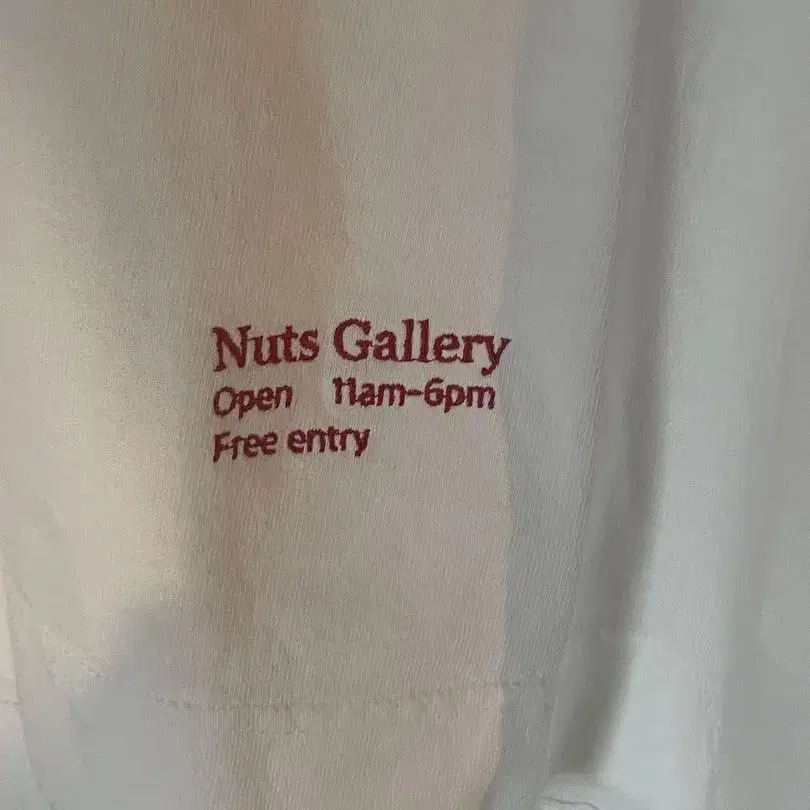 Nuts Gallery
Open 11am-6pm
Free entry